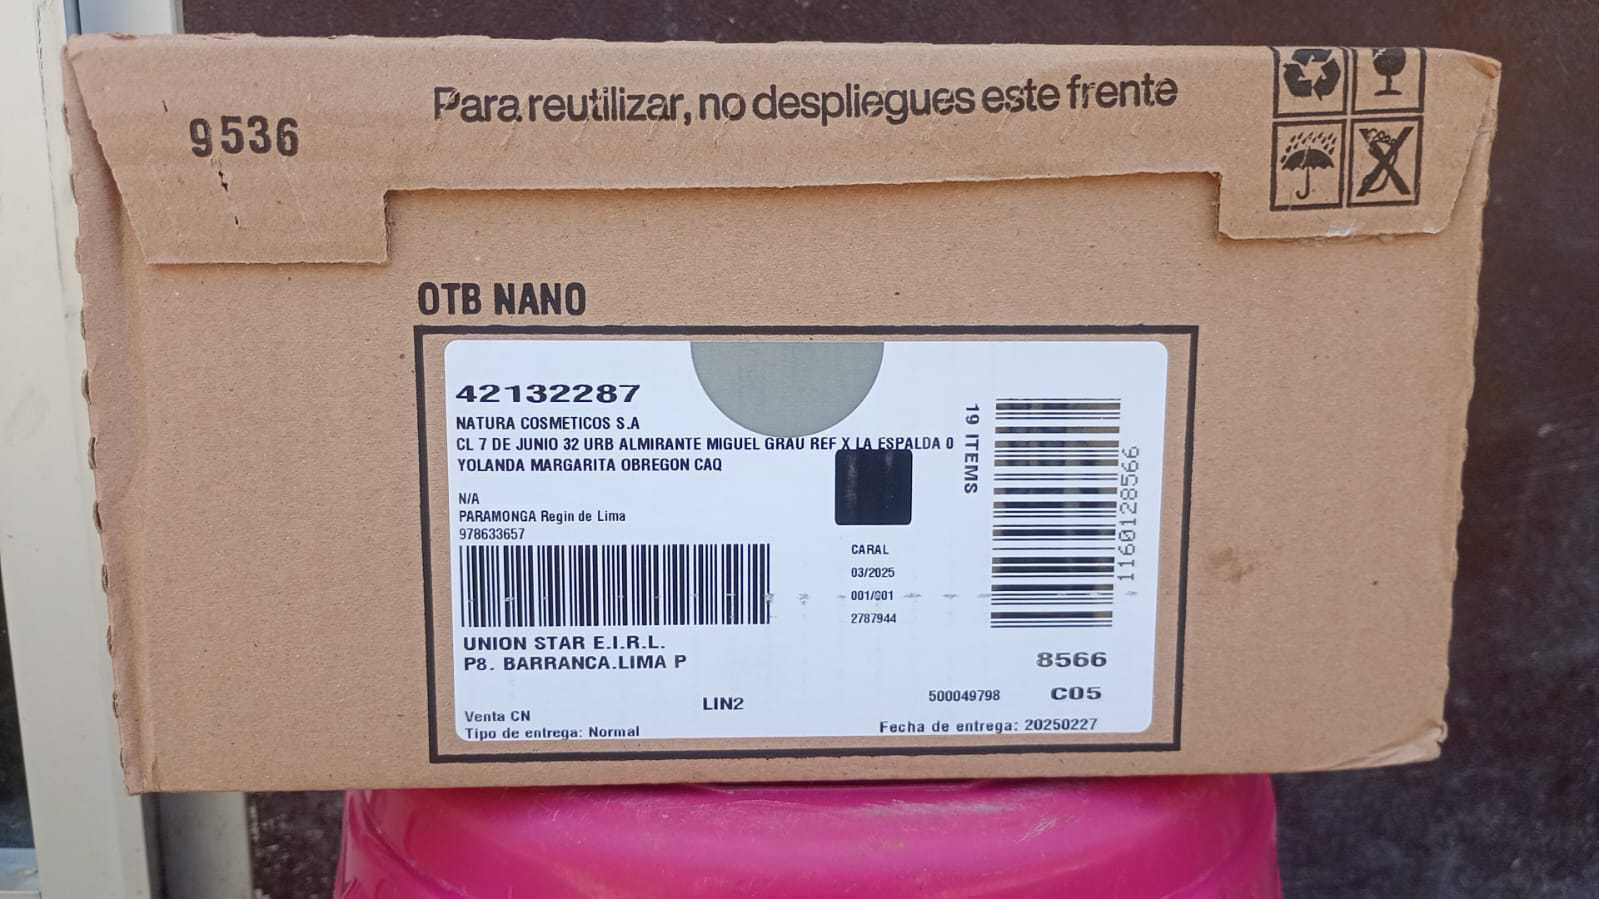 Para reutilizar, no despliegues este frente
9536
OTB NANO
42132287
NATURA COSMETICOS S.A
CL 7 DE JUNIO 32 URB ALMIRANTE MIGUEL GRAU REF X LA ESPALDA 0
YOLANDA MARGARITA OBREGON CAQ
N/A
PARAMONGA Regin de Lima
978633657
19 ITEMS
1160128566
CARAL
03/2025
001/001
2787944
UNION STAR E.I.R.L.
P8. BARRANCA.LIMA P
8566
LIN2
500049798
C05
Venta CN
Tipo de entrega: Normal
Fecha de entrega: 20250227